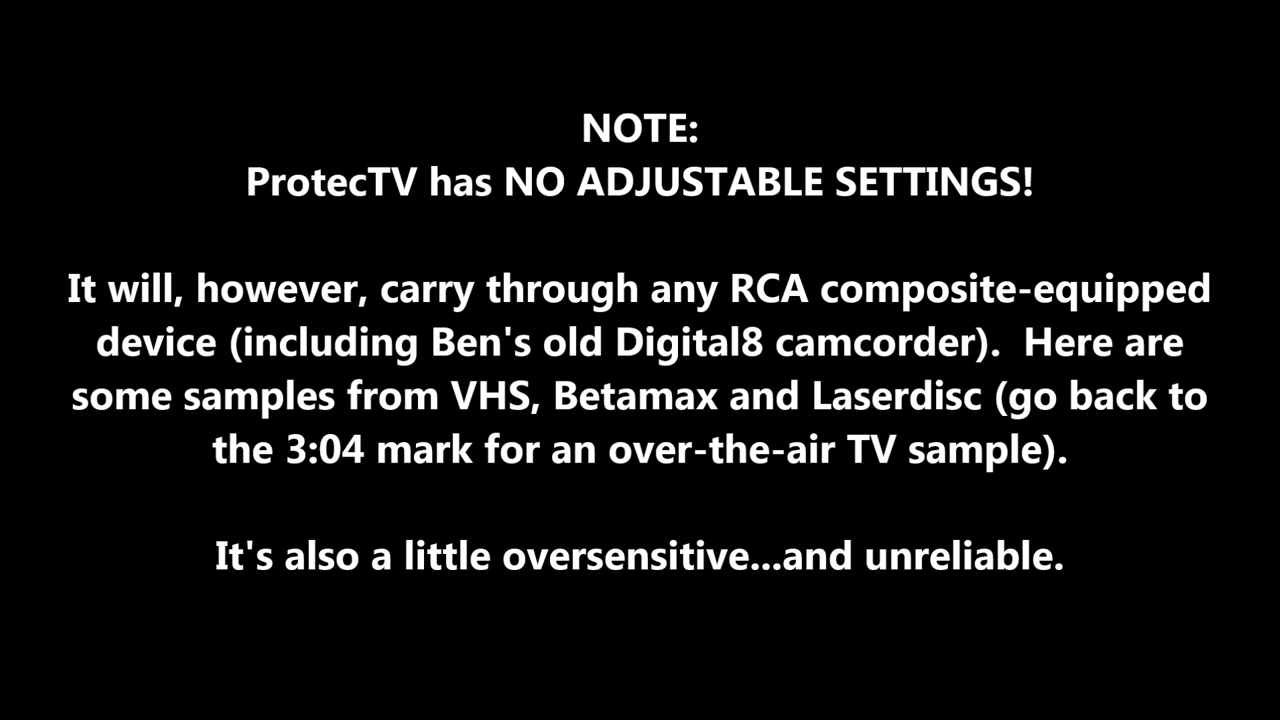 NOTE:
ProtecTV has NO ADJUSTABLE SETTINGS!
It will, however, carry through any RCA composite-equipped
device (including Ben's old Digital8 camcorder).  Here are
some samples from VHS, Betamax and Laserdisc (go back to
the 3:04 mark for an over-the-air TV sample).
It's also a little oversensitive...and unreliable.